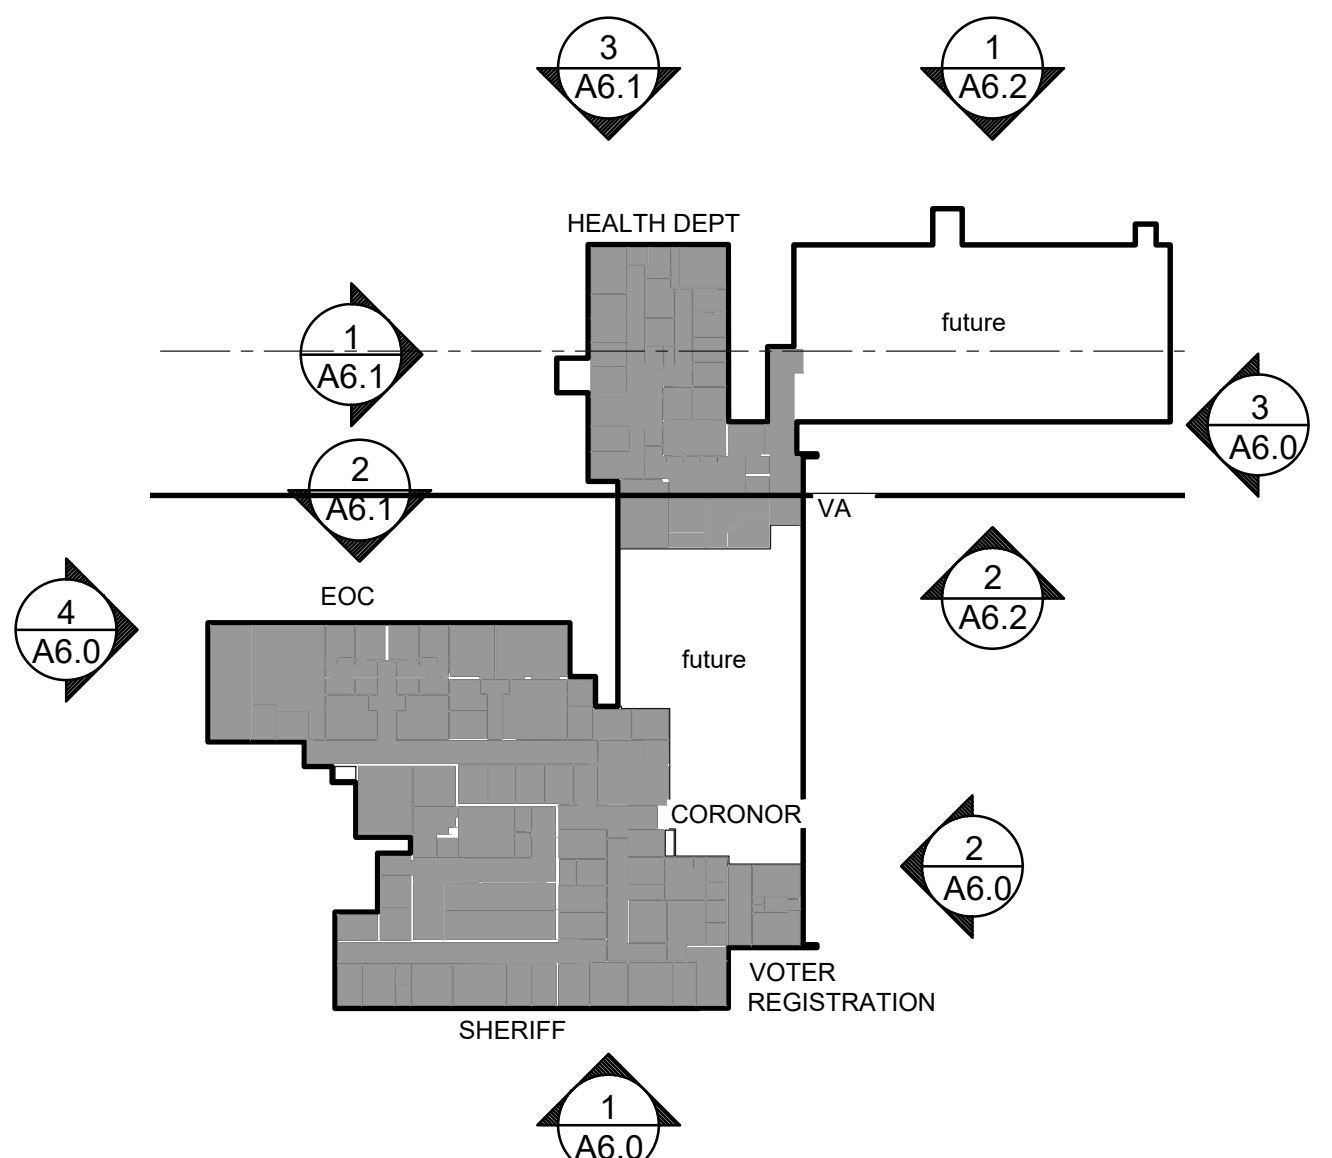 3
A6.1
1
A6.2
HEALTH DEPT
future
1
A6.1
3
A6.0
2
A6.1
VA
EOC
2
A6.2
4
A6.0
future
CORONOR
2
A6.0
VOTER
REGISTRATION
SHERIFF
1
A6.0